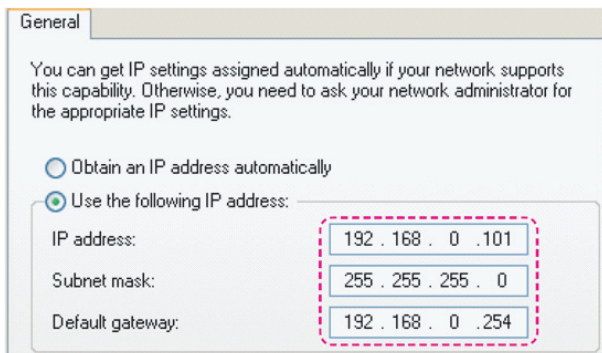 General
You can get IP settings assigned automatically if your network supports
this capability. Otherwise, you need to ask your network administrator for
the appropriate IP settings.
Obtain an IP address automatically
Use the following IP address:
IP address: 192 . 168 . 0 .101
Subnet mask: 255 . 255 . 255 . 0
Default gateway: 192 . 168 . 0 .254